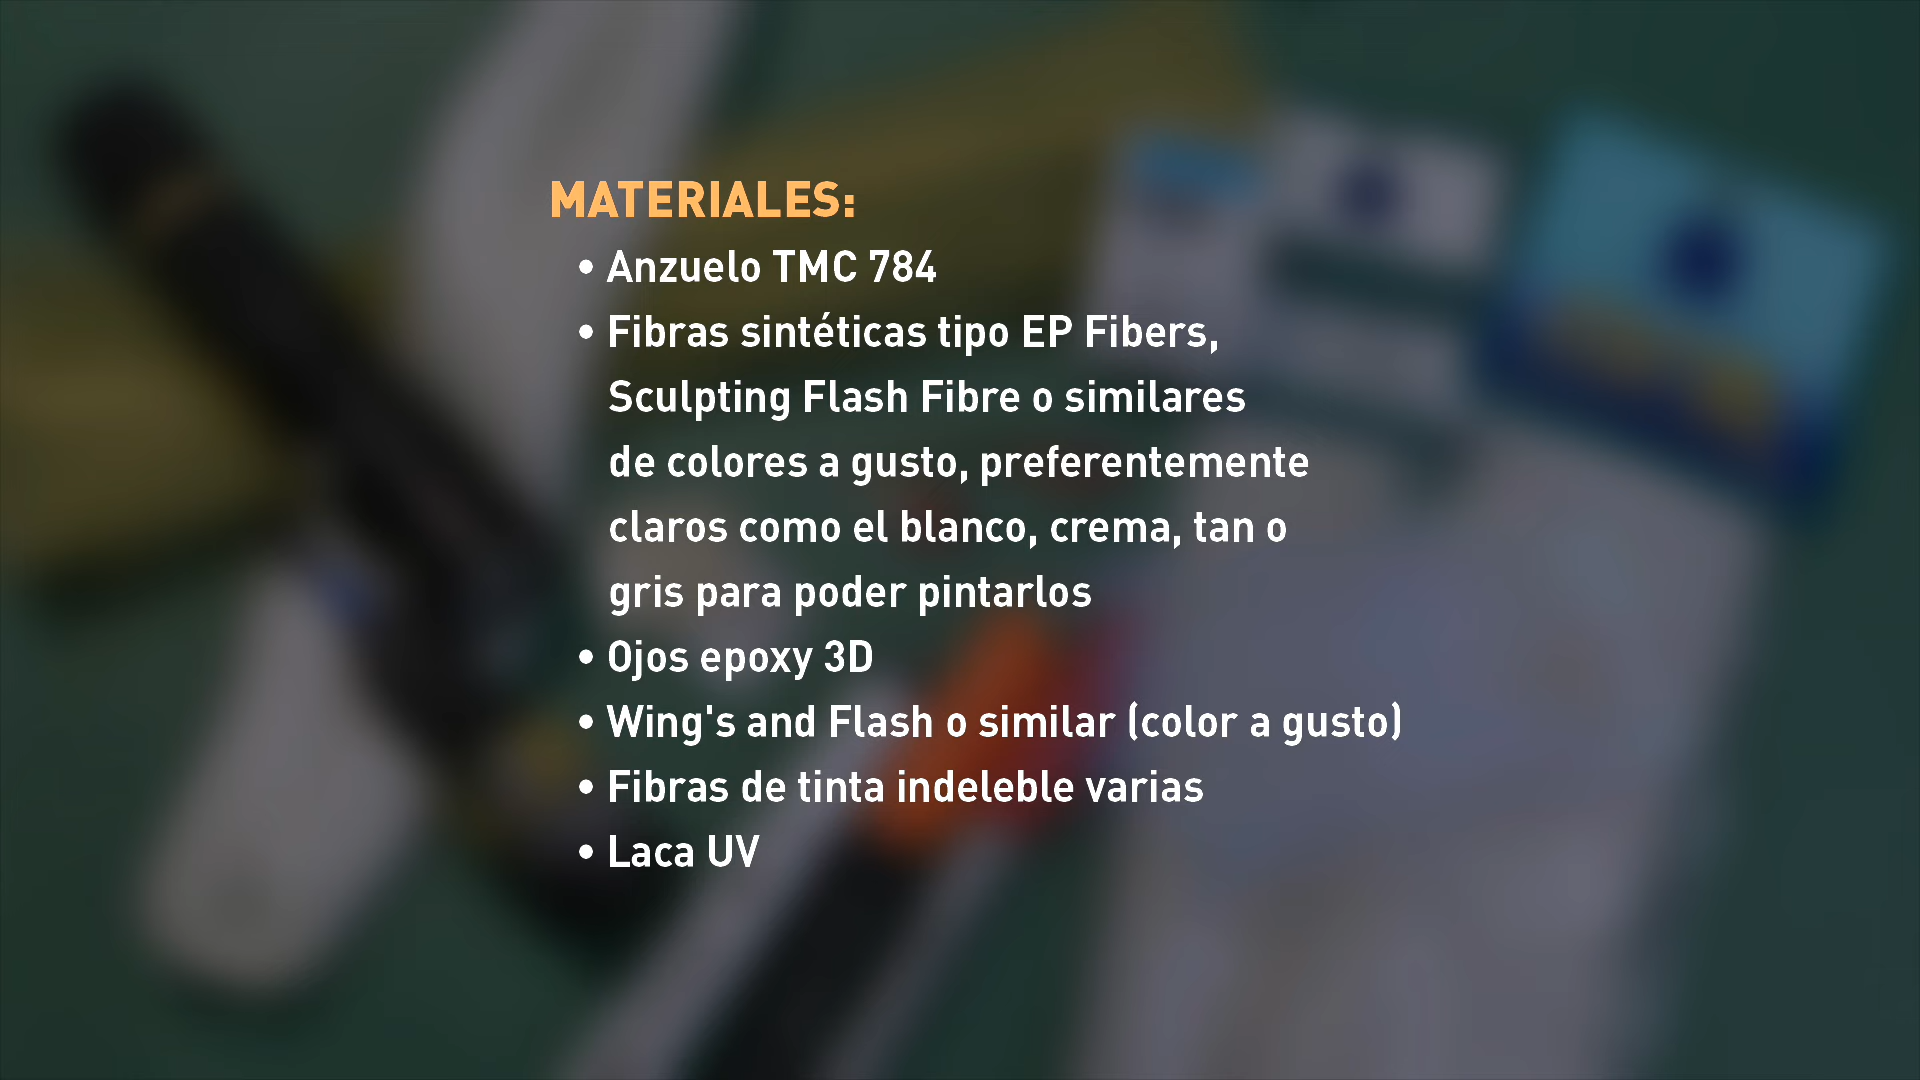 MATERIALES:
• Anzuelo TMC 784
• Fibras sintéticas tipo EP Fibers,
Sculpting Flash Fibre o similares
de colores a gusto, preferentemente
claros como el blanco, crema, tan o
gris para poder pintarlos
• Ojos epoxy 3D
• Wing's and Flash o similar (color a gusto)
• Fibras de tinta indeleble varias
• Laca UV